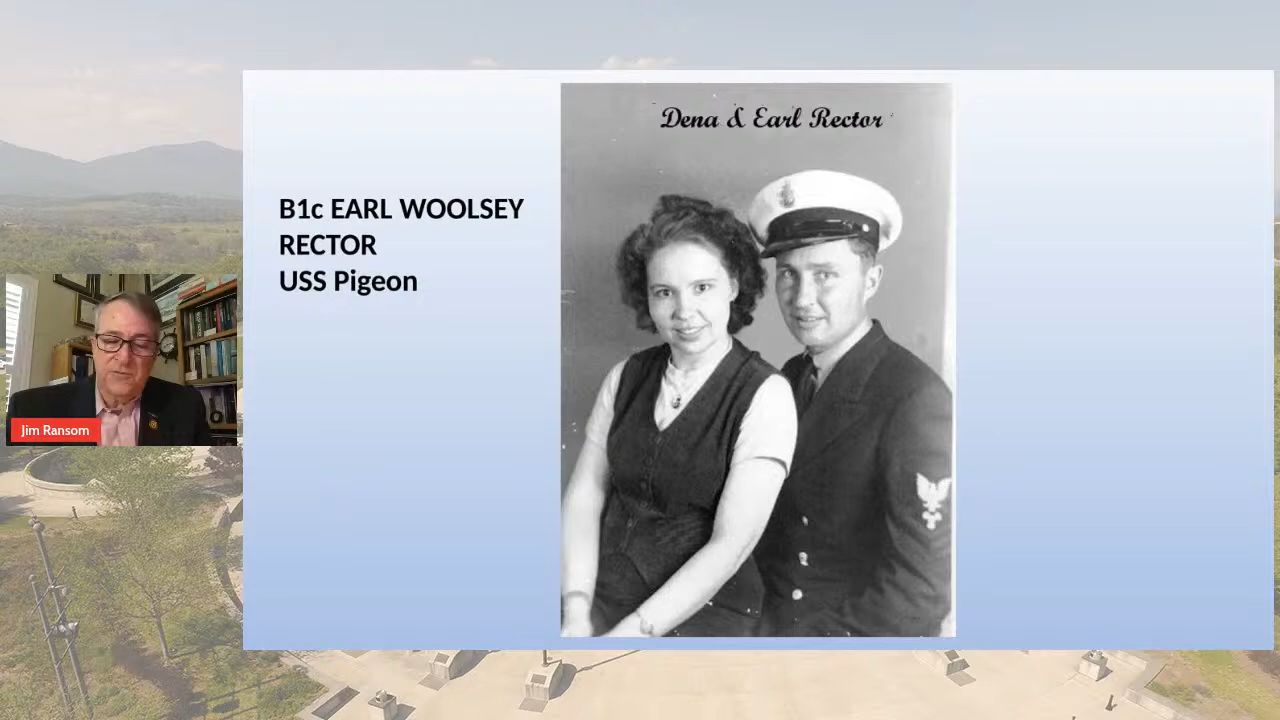 Dena & Earl Rector
B1c EARL WOOLSEY
RECTOR
USS Pigeon
Jim Ransom